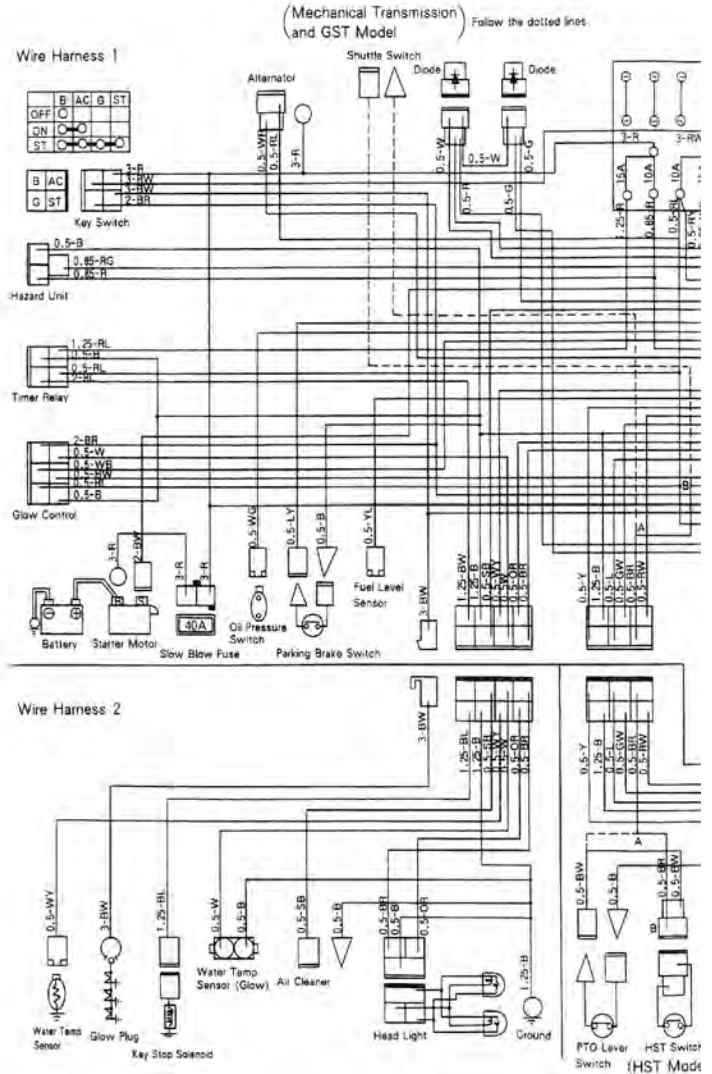 (Mechanical Transmission
and GST Model)
Follow the dotted lines
Wire Harness 1
Shuttle Switch
Diode
Diode
Alternator
B AC G ST
OFF
ON
ST
B AC
G ST
Key Switch
3-R
3-RW
3-RW
2-BR
0.5-WR
0.5-RL
3-R
0.5-W
0.5-W
0.5-R
0.5-G
0.5-G
3-R
3-RW
15A
10A
10A
1.25-R
0.85-R
0.5-RL
0.5-RY
0.5-B
0.85-RG
0.85-R
Hazard Unit
1.25-RL
0.5-B
0.5-RL
2-RL
Timer Relay
2-BR
0.5-W
0.5-WB
0.5-RW
0.5-RL
0.5-B
Glow Control
B
A
3-R
2-BW
3-R
3-R
0.5-WG
0.5-LY
0.5-B
0.5-YL
3-BW
1.25-BW
1.25-B
0.5-SB
0.5-WY
0.5-W
0.5-OR
0.5-BR
0.5-Y
1.25-B
0.5-L
0.5-GW
0.5-BR
0.5-RW
B S
Battery
Starter Motor
40A
Slow Blow Fuse
Oil Pressure
Switch
Parking Brake Switch
Fuel Level
Sensor
Wire Harness 2
3-BW
1.25-BL
1.25-B
0.5-SB
0.5-WY
0.5-W
0.5-OR
0.5-BR
0.5-Y
1.25-B
0.5-L
0.5-GW
0.5-BR
0.5-RW
A
0.5-WY
3-BW
1.25-BL
0.5-W
0.5-B
0.5-SB
0.5-B
0.5-BR
0.5-B
0.5-OR
1.25-B
0.5-BW
0.5-B
0.5-BR
0.5-BW
B
Water Temp
Sensor
Glow Plug
Key Stop Solenoid
Water Temp
Sensor (Glow)
Air Cleaner
Head Light
Ground
PTO Lever
Switch
HST Switch
(HST Mode